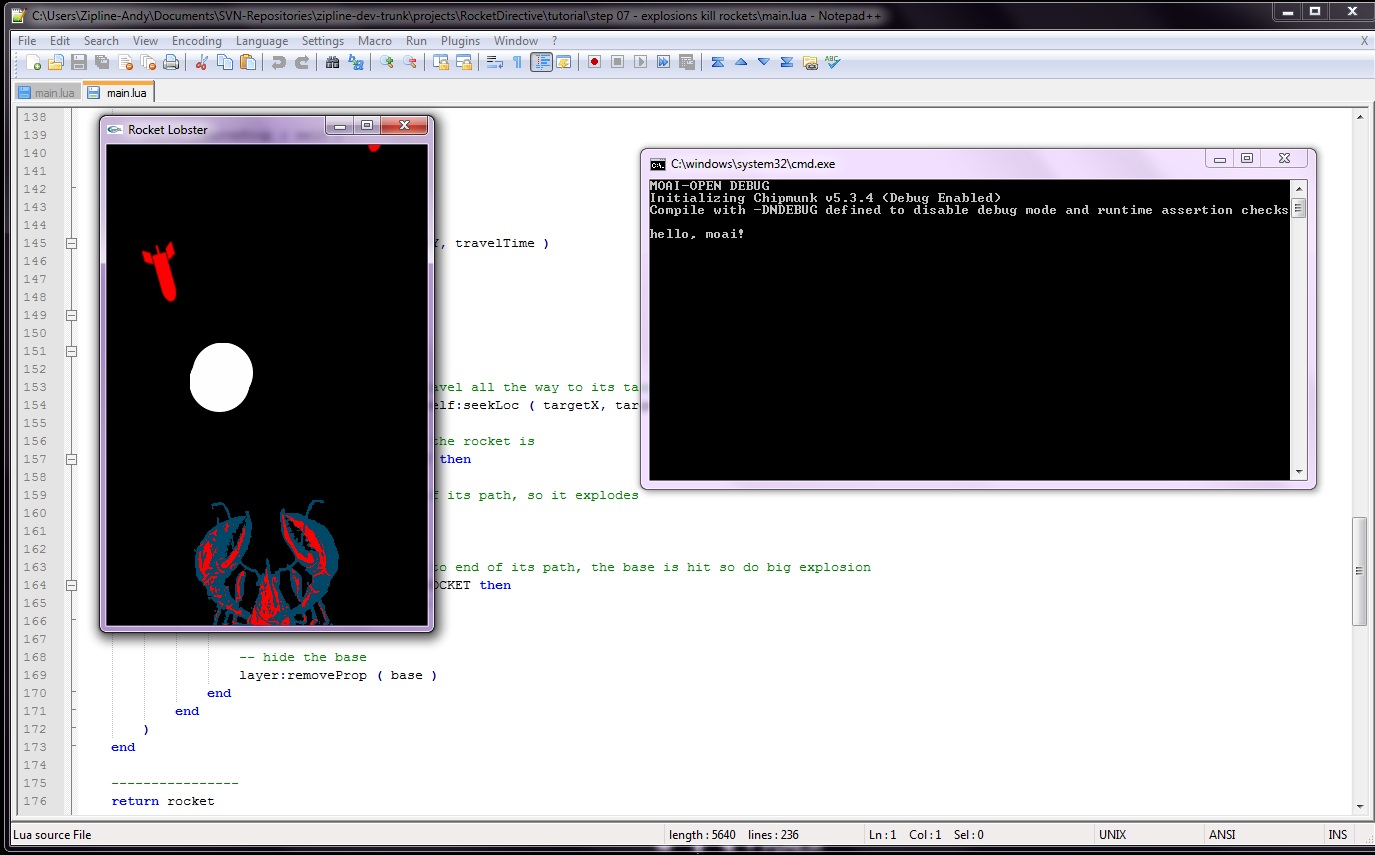 C:\Users\Zipline-Andy\Documents\SVN-Repositories\zipline-dev-trunk\projects\RocketDirective\tutorial\step 07 - explosions kill rockets\main.lua - Notepad++
File Edit Search View Encoding Language Settings Macro Run Plugins Window ? X
main.lua main.lua
Rocket Lobster
C:\windows\system32\cmd.exe
MOAI-OPEN DEBUG
Initializing Chipmunk v5.3.4 (Debug Enabled)
Compile with -DNDEBUG defined to disable debug mode and runtime assertion checks
hello, moai!
138
139
140
141
142
143
144
145 Y, travelTime )
146
147
148
149
150
151
152
153 avel all the way to its ta
154 elf:seekLoc ( targetX, tar
155
156 the rocket is
157 then
158
159 f its path, so it explodes
160
161
162
163 to end of its path, the base is hit so do big explosion
164 OCKET then
165
166
167
168 -- hide the base
169 layer:removeProp ( base )
170 end
171 end
172 )
173 end
174
175 ----------------
176 return rocket
Lua source File length : 5640 lines : 236 Ln : 1 Col : 1 Sel : 0 UNIX ANSI INS